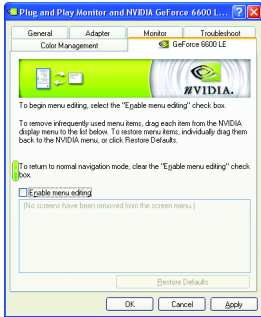 Plug and Play Monitor and NVIDIA GeForce 6600 L...
General
Adapter
Monitor
Troubleshoot
Color Management
GeForce 6600 LE
NVIDIA.
To begin menu editing, select the "Enable menu editing" check box.
To remove infrequently used menu items, drag each item from the NVIDIA
display menu to the list below. To restore menu items, individually drag them
back to the NVIDIA menu, or click Restore Defaults.
To return to normal navigation mode, clear the "Enable menu editing" check
box.
Enable menu editing
(No screens have been removed from the screen menu.)
Restore Defaults
OK
Cancel
Apply